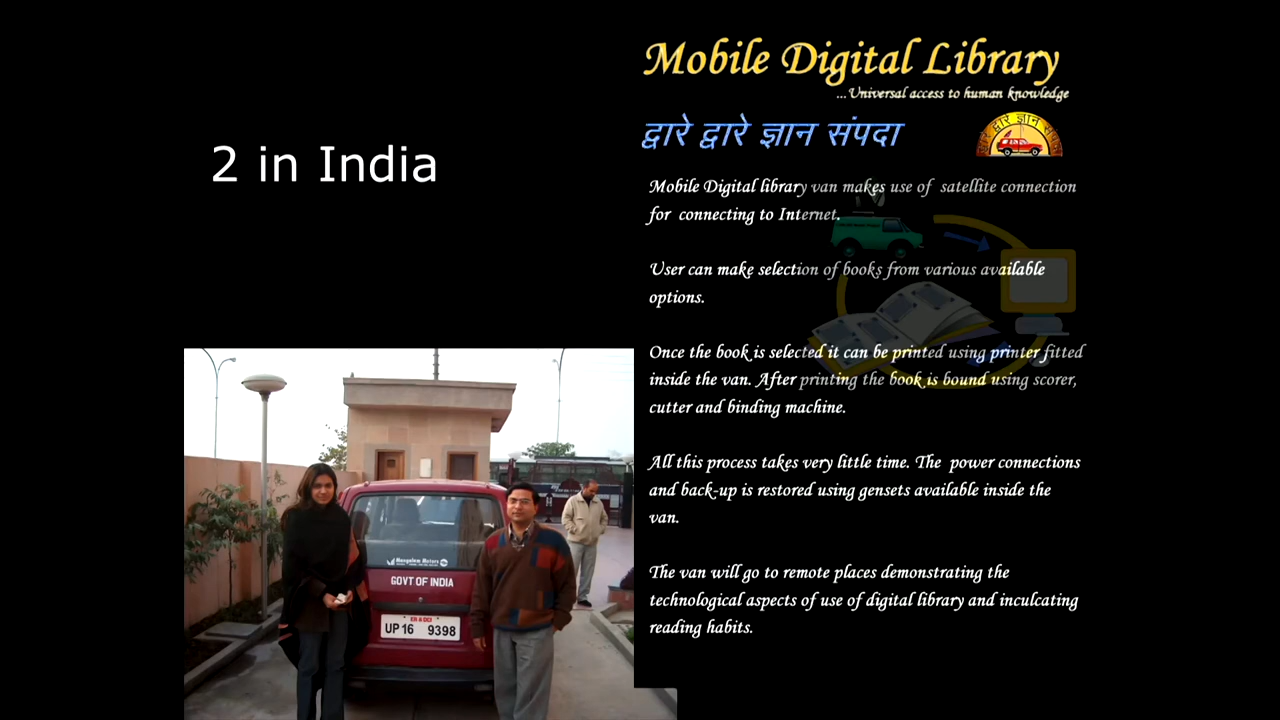 2 in India
Mobile Digital Library
...Universal access to human knowledge
द्वारे द्वारे ज्ञान संपदा
द्वारे द्वारे ज्ञान संपदा
Mobile Digital library van makes use of satellite connection
for connecting to Internet.
User can make selection of books from various available
options.
Once the book is selected it can be printed using printer fitted
inside the van. After printing the book is bound using scorer,
cutter and binding machine.
All this process takes very little time. The power connections
and back-up is restored using gensets available inside the
van.
The van will go to remote places demonstrating the
technological aspects of use of digital library and inculcating
reading habits.
Mangalam Motors
GOVT OF INDIA
UP 16 9398